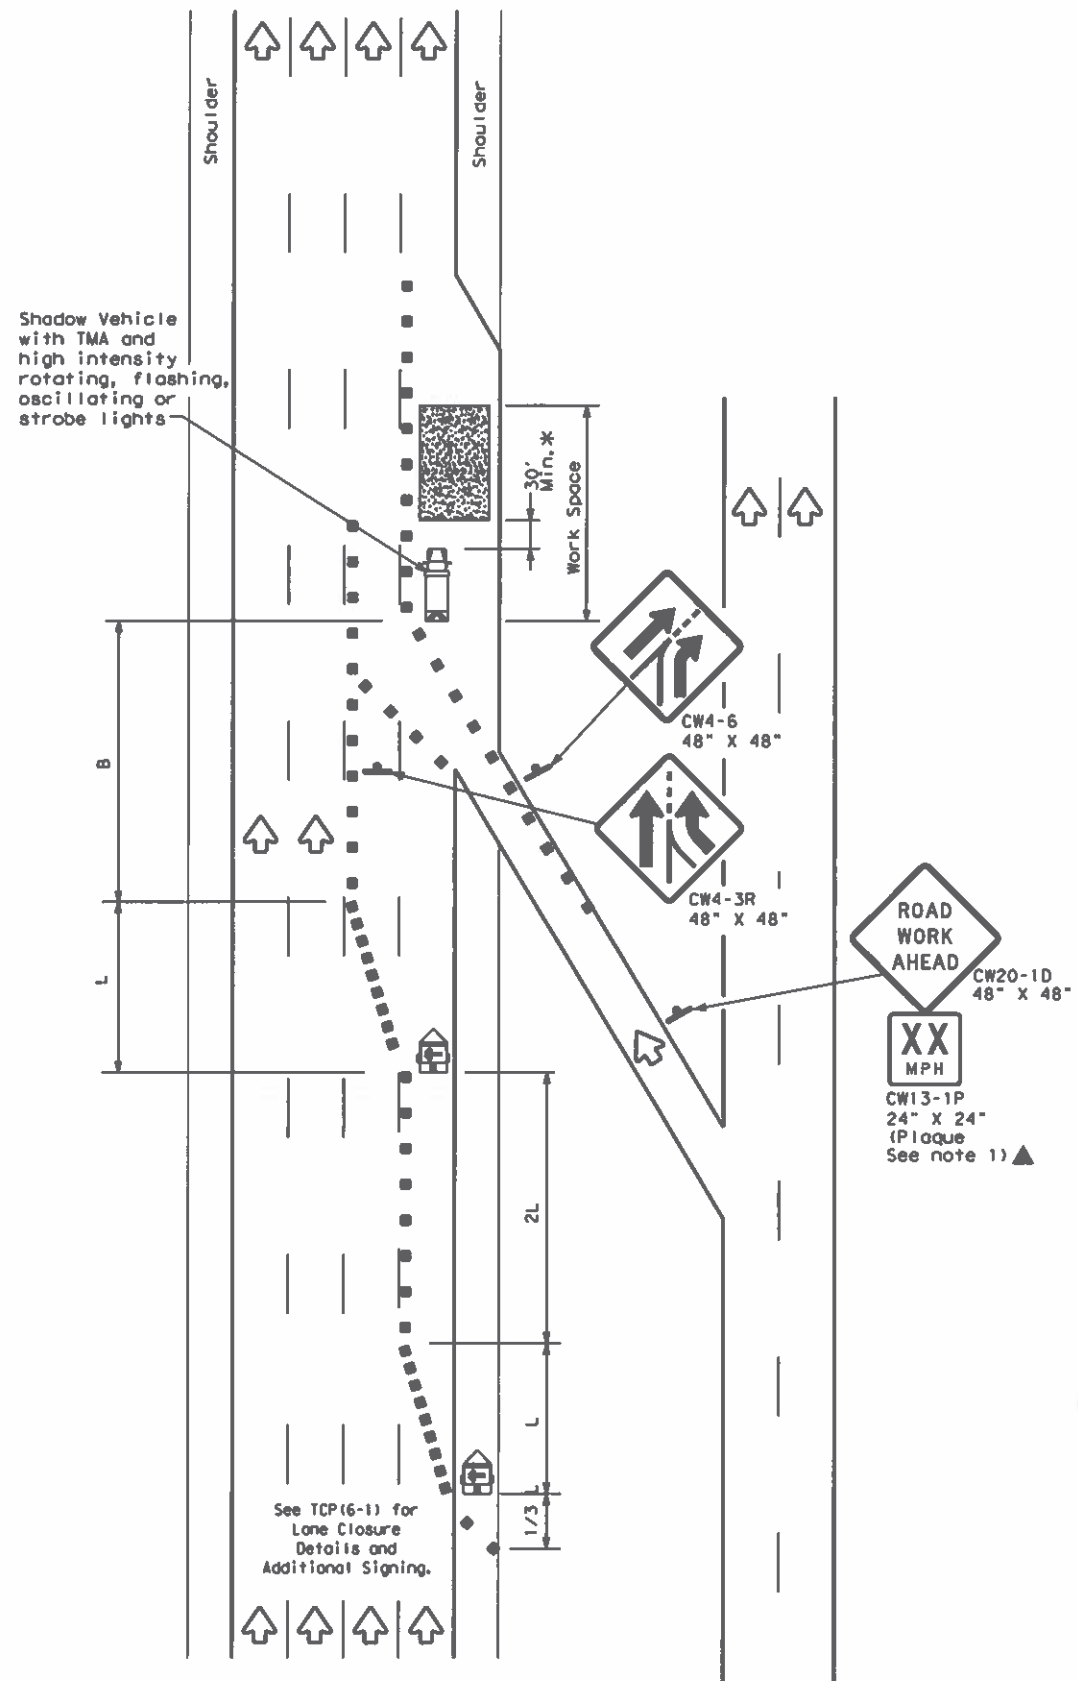 Shoulder
Shoulder
Shadow Vehicle
with TMA and
high intensity
rotating, flashing,
oscillating or
strobe lights
30'
Min.*
Work Space
CW4-6
48" X 48"
B
CW4-3R
48" X 48"
L
ROAD
WORK
AHEAD
CW20-1D
48" X 48"
XX
MPH
CW13-1P
24" X 24"
(Plaque
See note 1)▲
2L
L
1/3 L
See TCP(6-1) for
Lane Closure
Details and
Additional Signing.